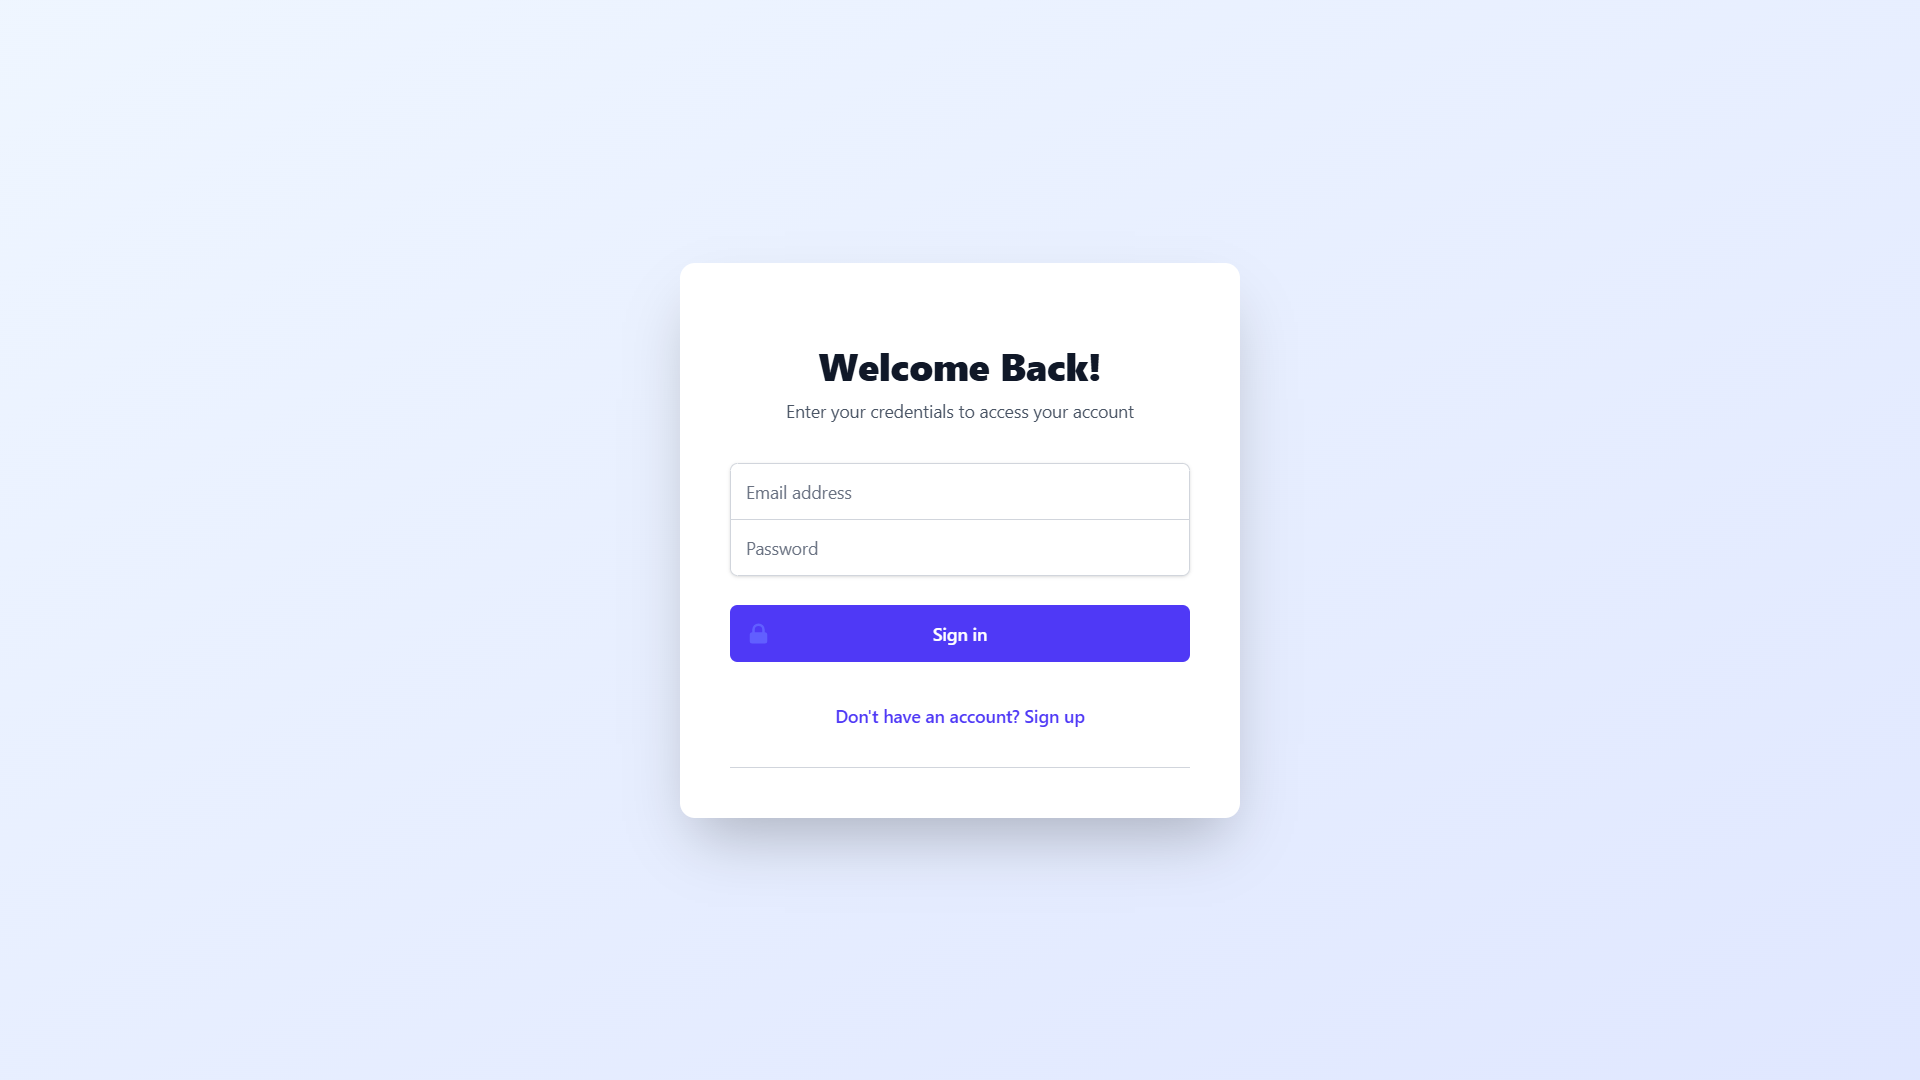 Welcome Back!
Enter your credentials to access your account
Email address
Password
Sign in
Don't have an account? Sign up